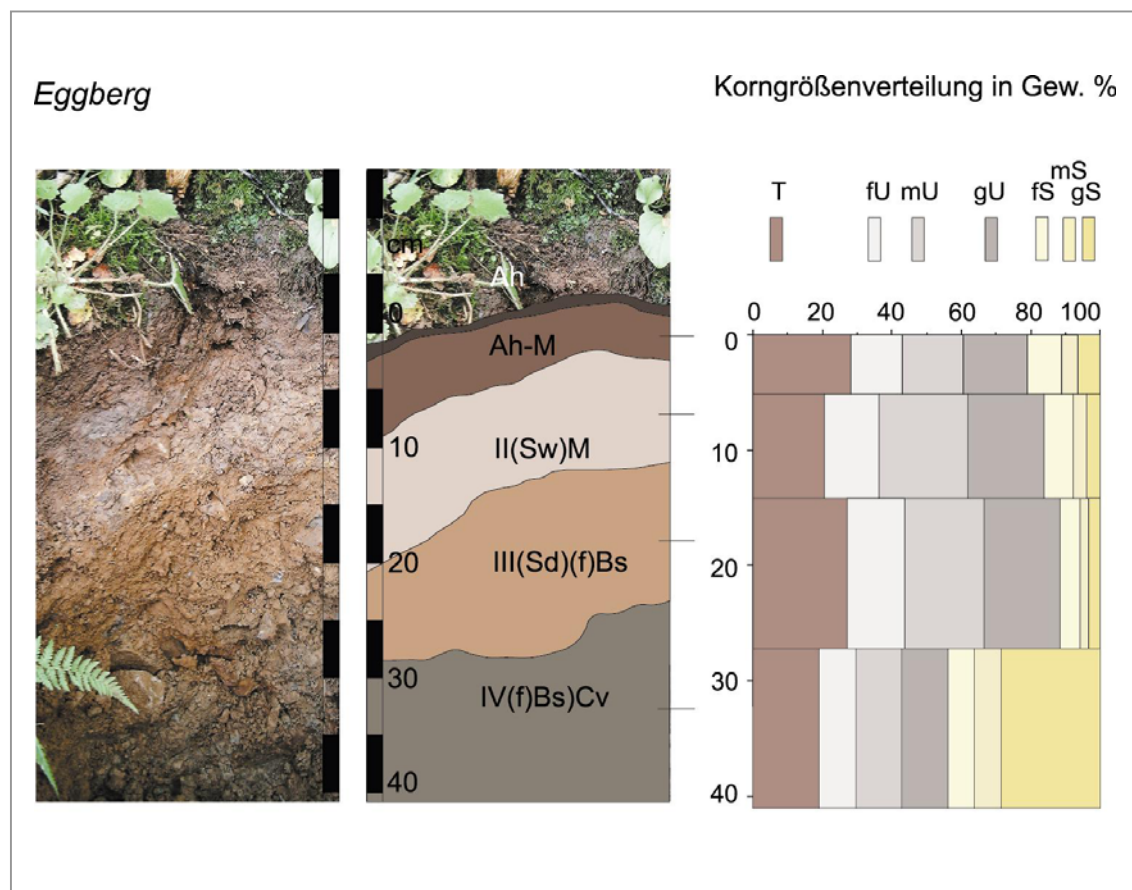 Eggberg
Korngrößenverteilung in Gew. %
T fU mU gU fS mS gS
cm
Ah
0
Ah-M
10
II(Sw)M
20
III(Sd)(f)Bs
30
IV(f)Bs)Cv
40
0 20 40 60 80 100
0
10
20
30
40